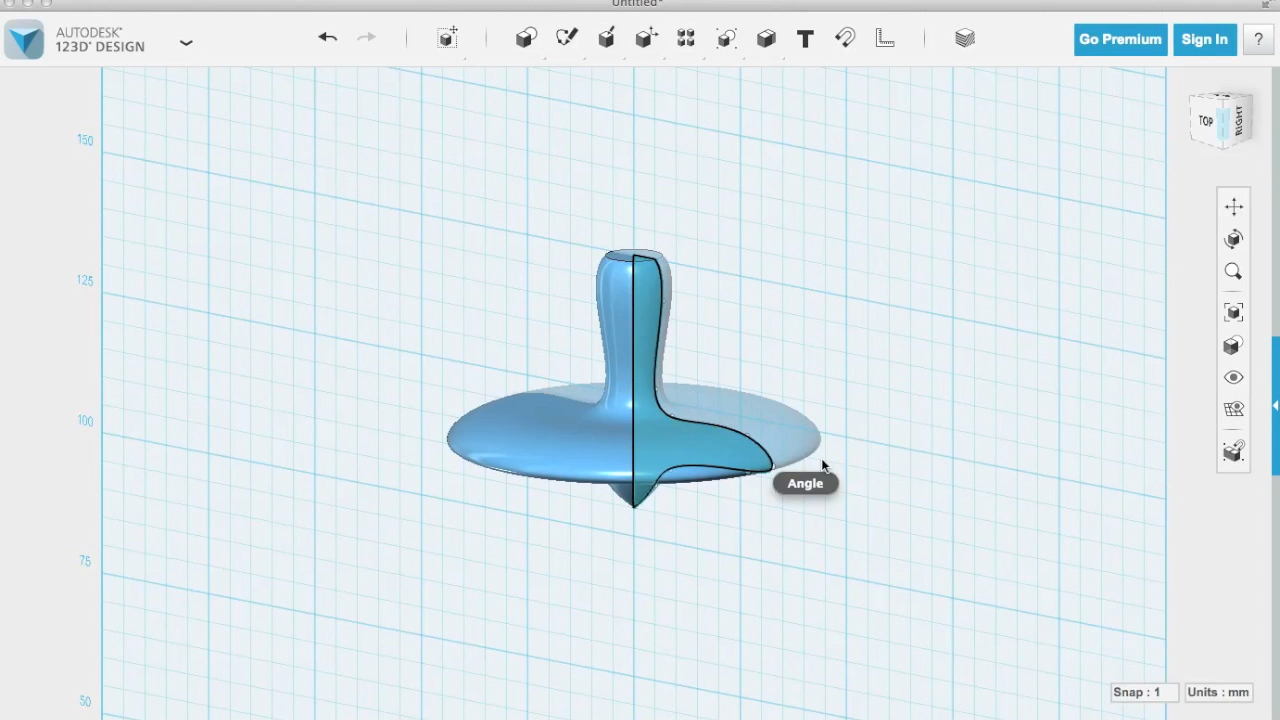 Untitled*
AUTODESK®
123D® DESIGN
Go Premium
Sign In
?
TOP
RIGHT
150
125
100
75
50
Angle
Snap : 1
Units : mm